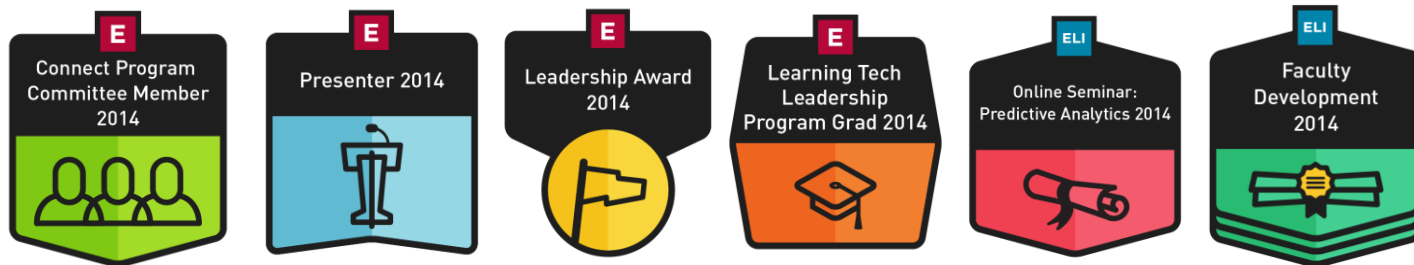 E
Connect Program
Committee Member
2014
E
Presenter 2014
E
Leadership Award
2014
E
Learning Tech
Leadership
Program Grad 2014
ELI
Online Seminar:
Predictive Analytics 2014
ELI
Faculty
Development
2014